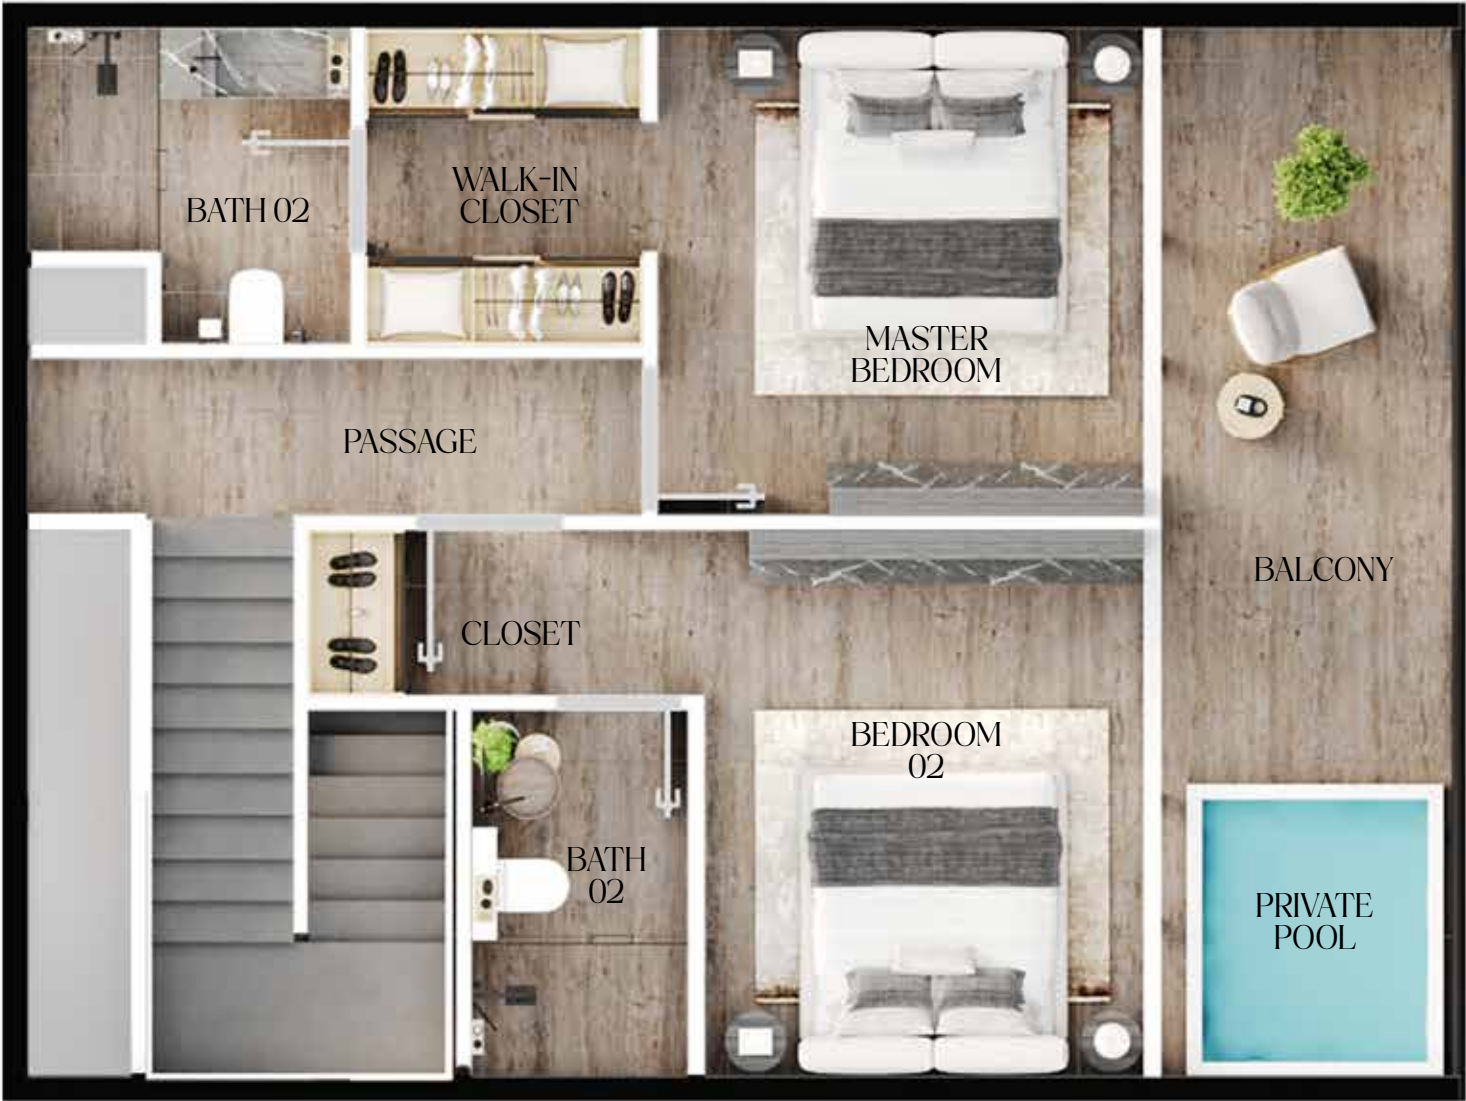 BATH 02
WALK-IN
CLOSET
MASTER
BEDROOM
PASSAGE
BALCONY
CLOSET
BEDROOM
02
BATH
02
PRIVATE
POOL